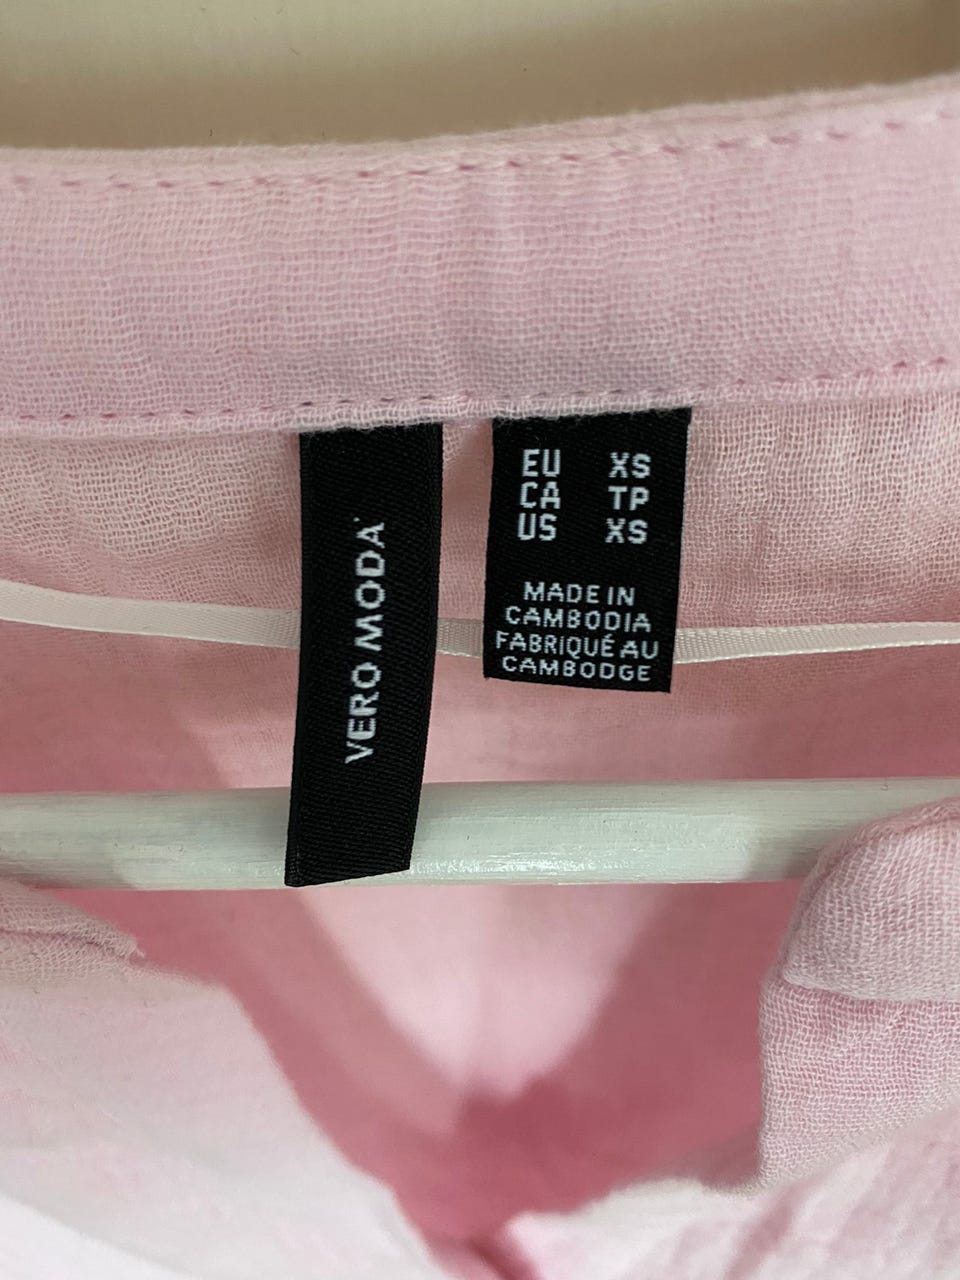 VERO MODA
EU XS
CA TP
US XS
MADE IN
CAMBODIA
FABRIQUÉ AU
CAMBODGE